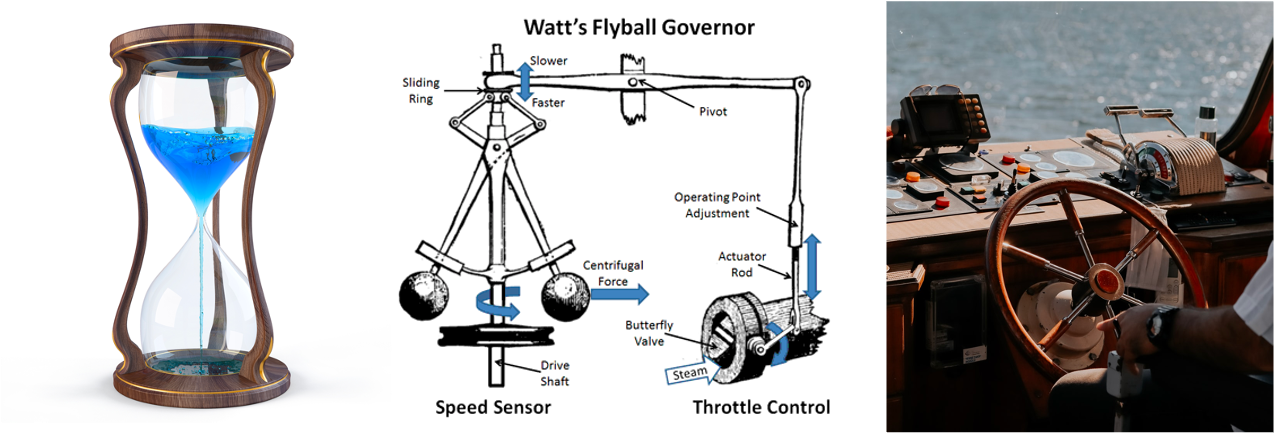 Watt's Flyball Governor
Slower
Sliding
Ring
Faster
Pivot
Operating Point
Adjustment
Actuator
Rod
Centrifugal
Force
Butterfly
Valve
Steam
Drive
Shaft
Speed Sensor
Throttle Control